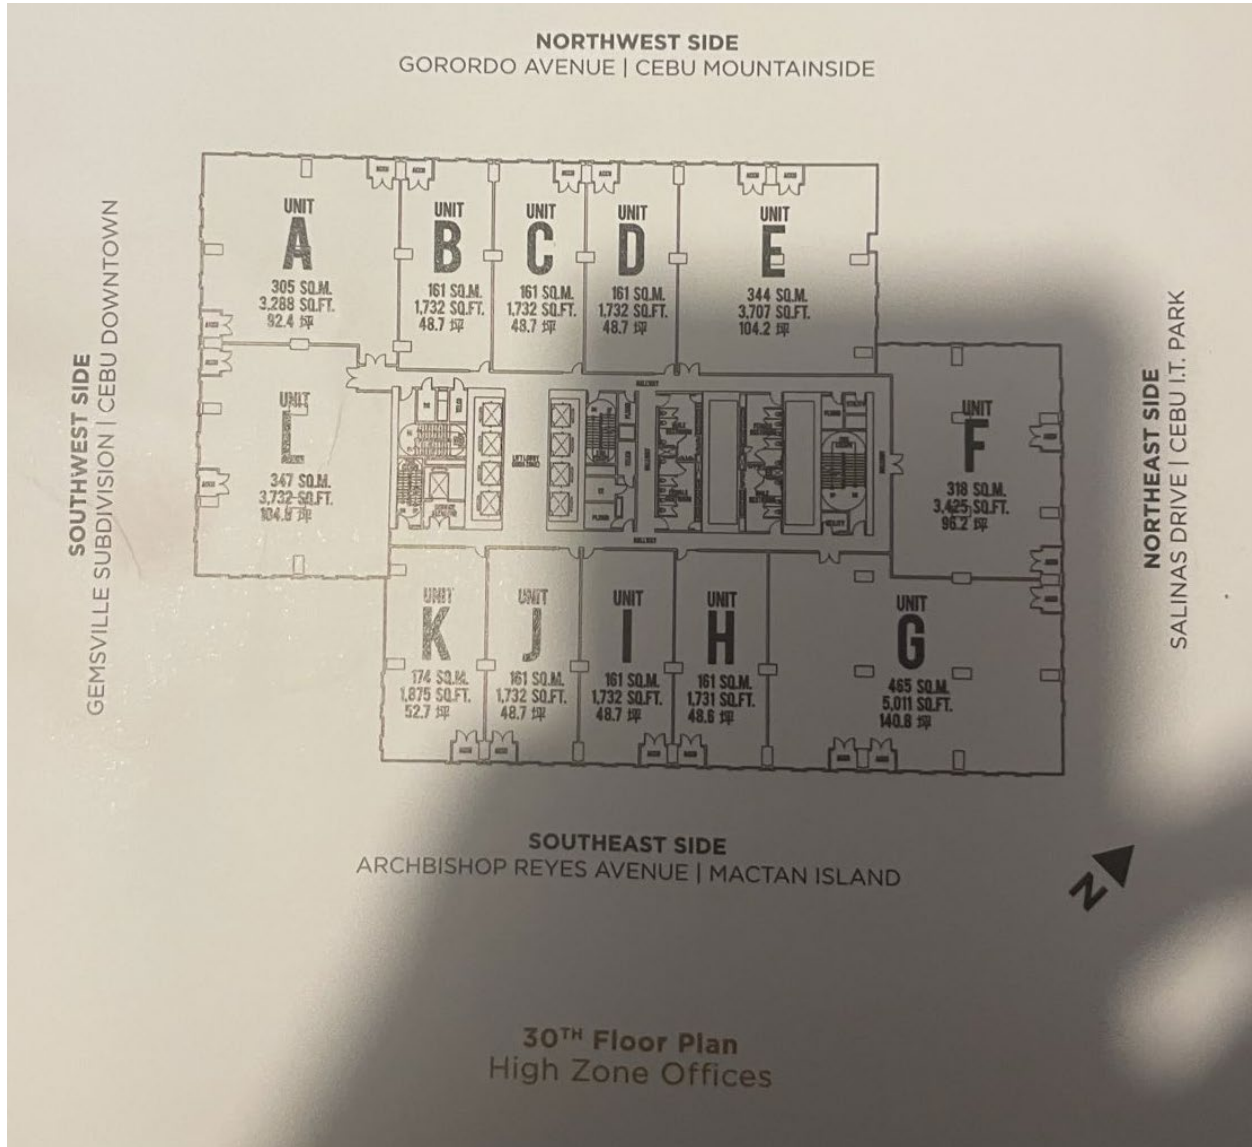 NORTHWEST SIDE
GORORDO AVENUE | CEBU MOUNTAINSIDE
SOUTHWEST SIDE
GEMSVILLE SUBDIVISION | CEBU DOWNTOWN
UNIT
A
305 SQ.M.
3,288 SQ.FT.
92.4 坪
UNIT
B
161 SQ.M.
1,732 SQ.FT.
48.7 坪
UNIT
C
161 SQ.M.
1,732 SQ.FT.
48.7 坪
UNIT
D
161 SQ.M.
1,732 SQ.FT.
48.7 坪
UNIT
E
344 SQ.M.
3,707 SQ.FT.
104.2 坪
UNIT
L
347 SQ.M.
3,732 SQ.FT.
104.8 坪
HALLWAY
UNIT
F
318 SQ.M.
3,425 SQ.FT.
96.2 坪
HALLWAY
UNIT
K
174 SQ.M.
1,875 SQ.FT.
52.7 坪
UNIT
J
161 SQ.M.
1,732 SQ.FT.
48.7 坪
UNIT
I
161 SQ.M.
1,732 SQ.FT.
48.7 坪
UNIT
H
161 SQ.M.
1,731 SQ.FT.
48.6 坪
UNIT
G
465 SQ.M.
5,011 SQ.FT.
140.8 坪
NORTHEAST SIDE
SALINAS DRIVE | CEBU I.T. PARK
SOUTHEAST SIDE
ARCHBISHOP REYES AVENUE | MACTAN ISLAND
N
30TH Floor Plan
High Zone Offices